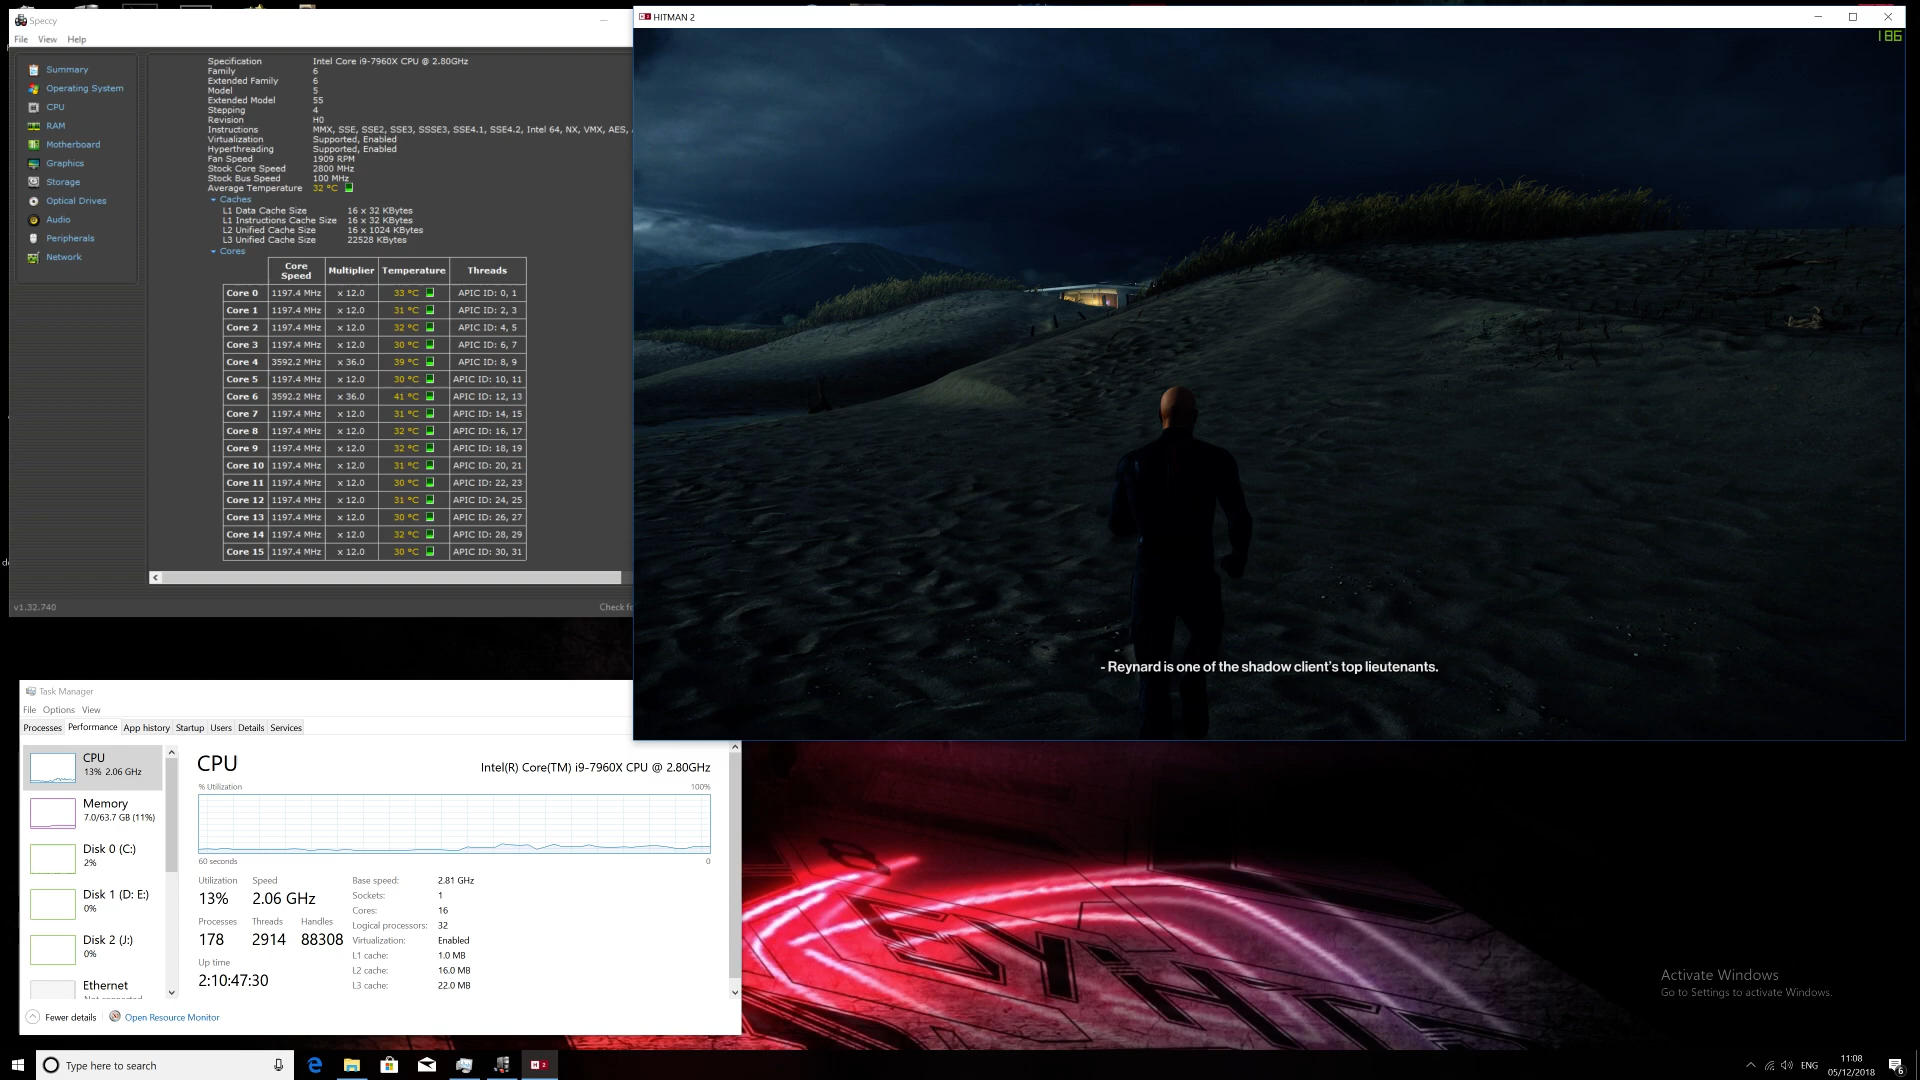 Speccy
File View Help
Summary
Operating System
CPU
RAM
Motherboard
Graphics
Storage
Optical Drives
Audio
Peripherals
Network
Specification Intel Core i9-7960X CPU @ 2.80GHz
Family 6
Extended Family 6
Model 5
Extended Model 55
Stepping 4
Revision H0
Instructions MMX, SSE, SSE2, SSE3, SSSE3, SSE4.1, SSE4.2, Intel 64, NX, VMX, AES,
Virtualization Supported, Enabled
Hyperthreading Supported, Enabled
Fan Speed 1909 RPM
Stock Core Speed 2800 MHz
Stock Bus Speed 100 MHz
Average Temperature 32 °C
Caches
L1 Data Cache Size 16 x 32 KBytes
L1 Instructions Cache Size 16 x 32 KBytes
L2 Unified Cache Size 16 x 1024 KBytes
L3 Unified Cache Size 22528 KBytes
Cores
Core Speed Multiplier Temperature Threads
Core 0 1197.4 MHz x 12.0 33 °C APIC ID: 0, 1
Core 1 1197.4 MHz x 12.0 31 °C APIC ID: 2, 3
Core 2 1197.4 MHz x 12.0 32 °C APIC ID: 4, 5
Core 3 1197.4 MHz x 12.0 30 °C APIC ID: 6, 7
Core 4 3592.2 MHz x 36.0 39 °C APIC ID: 8, 9
Core 5 1197.4 MHz x 12.0 30 °C APIC ID: 10, 11
Core 6 3592.2 MHz x 36.0 41 °C APIC ID: 12, 13
Core 7 1197.4 MHz x 12.0 31 °C APIC ID: 14, 15
Core 8 1197.4 MHz x 12.0 32 °C APIC ID: 16, 17
Core 9 1197.4 MHz x 12.0 32 °C APIC ID: 18, 19
Core 10 1197.4 MHz x 12.0 31 °C APIC ID: 20, 21
Core 11 1197.4 MHz x 12.0 30 °C APIC ID: 22, 23
Core 12 1197.4 MHz x 12.0 31 °C APIC ID: 24, 25
Core 13 1197.4 MHz x 12.0 30 °C APIC ID: 26, 27
Core 14 1197.4 MHz x 12.0 32 °C APIC ID: 28, 29
Core 15 1197.4 MHz x 12.0 30 °C APIC ID: 30, 31
v1.32.740
Check fo
HITMAN 2
186
- Reynard is one of the shadow client's top lieutenants.
Task Manager
File Options View
Processes Performance App history Startup Users Details Services
CPU
13% 2.06 GHz
Memory
7.0/63.7 GB (11%)
Disk 0 (C:)
2%
Disk 1 (D: E:)
0%
Disk 2 (J:)
0%
Ethernet
Not connected
CPU Intel(R) Core(TM) i9-7960X CPU @ 2.80GHz
% Utilization 100%
60 seconds 0
Utilization Speed
13% 2.06 GHz
Processes Threads Handles
178 2914 88308
Up time
2:10:47:30
Base speed: 2.81 GHz
Sockets: 1
Cores: 16
Logical processors: 32
Virtualization: Enabled
L1 cache: 1.0 MB
L2 cache: 16.0 MB
L3 cache: 22.0 MB
Fewer details Open Resource Monitor
Activate Windows
Go to Settings to activate Windows.
Type here to search
ENG
11:08
05/12/2018
6